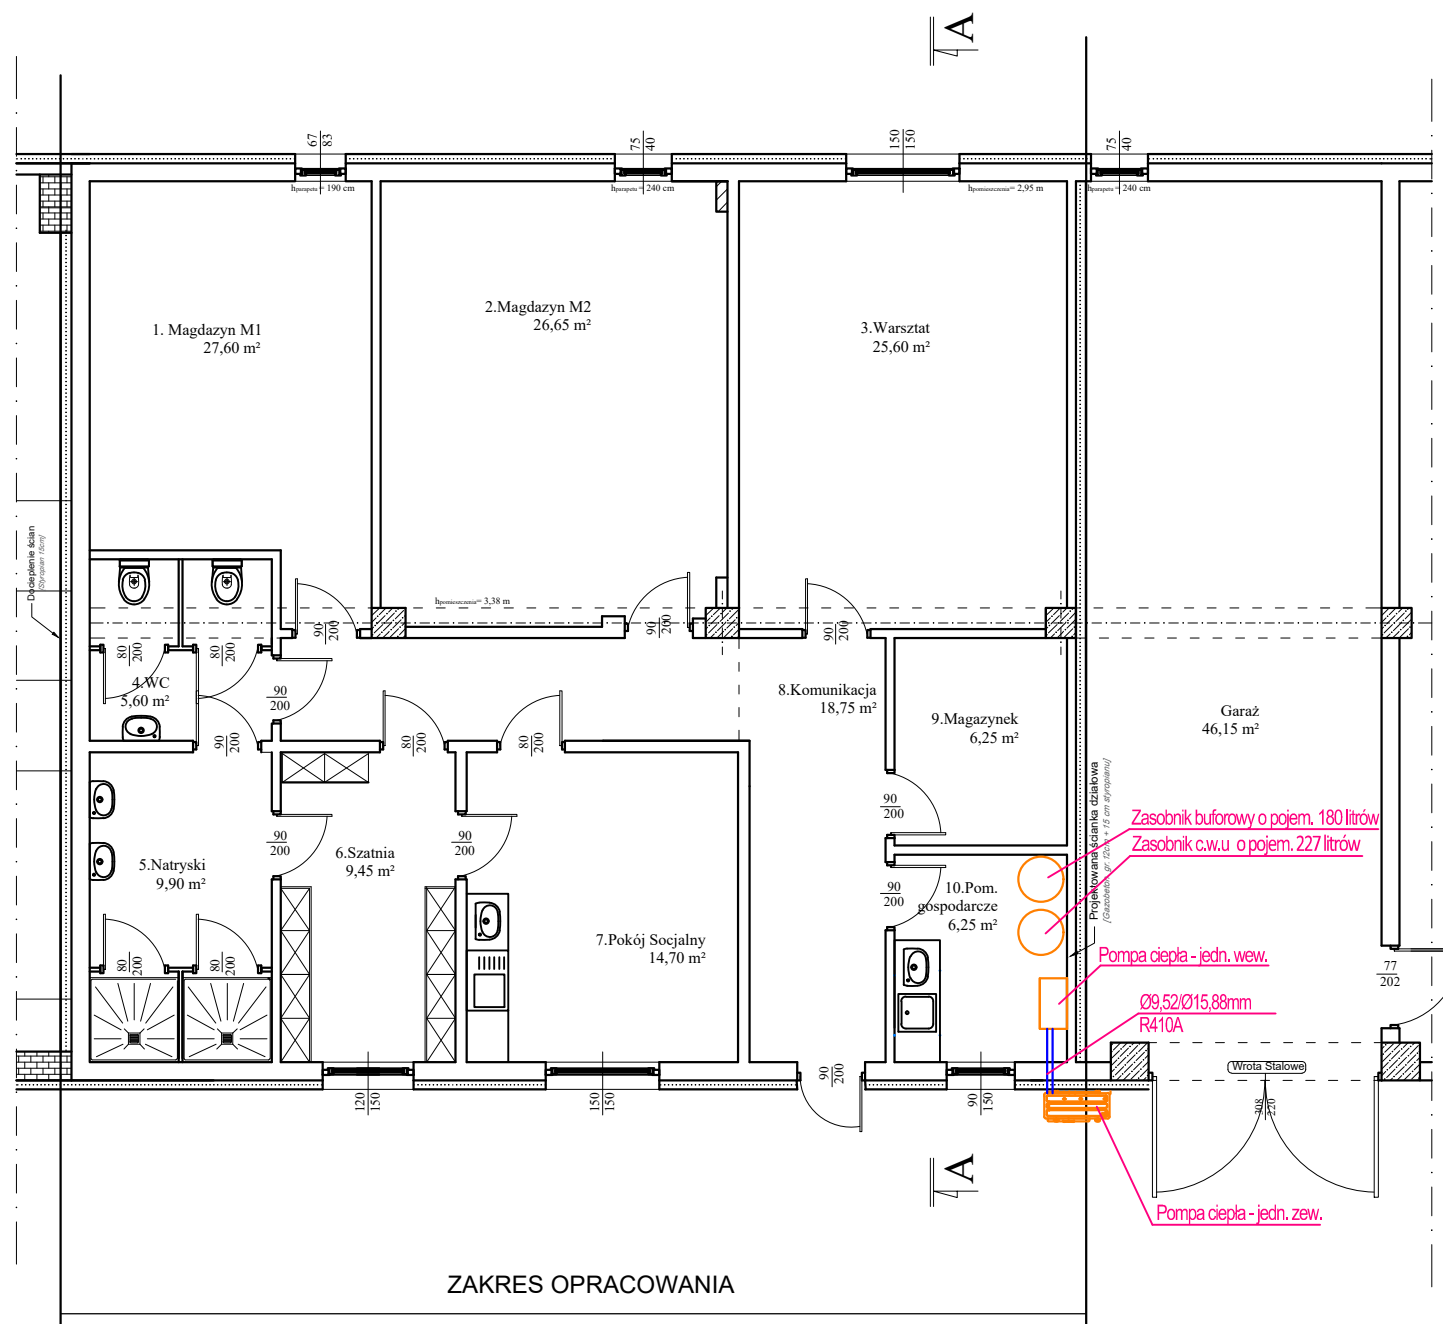 A
67
83
75
40
150
150
75
40
hparapetu = 190 cm
hparapetu = 240 cm
hpomieszczenia= 2,95 m
hparapetu = 240 cm
1. Magdazyn M1
27,60 m²
2.Magdazyn M2
26,65 m²
3.Warsztat
25,60 m²
Docieplenie ścian
[Styropian 15cm]
hpomieszczenia= 3,38 m
90
200
90
200
90
200
80
200
80
200
4.WC
5,60 m²
90
200
8.Komunikacja
18,75 m²
9.Magazynek
6,25 m²
Garaż
46,15 m²
90
200
80
200
80
200
Projektowana ścianka działowa
[Gazobeton gr. 12cm + 15 cm styropianu]
90
200
Zasobnik buforowy o pojem. 180 litrów
Zasobnik c.w.u o pojem. 227 litrów
90
200
90
200
5.Natryski
9,90 m²
6.Szatnia
9,45 m²
90
200
10.Pom.
gospodarcze
6,25 m²
7.Pokój Socjalny
14,70 m²
80
200
80
200
Pompa ciepła - jedn. wew.
77
202
Ø9,52/Ø15,88mm
R410A
Wrota Stalowe
120
150
150
150
90
200
90
150
308
220
A
Pompa ciepła - jedn. zew.
ZAKRES OPRACOWANIA